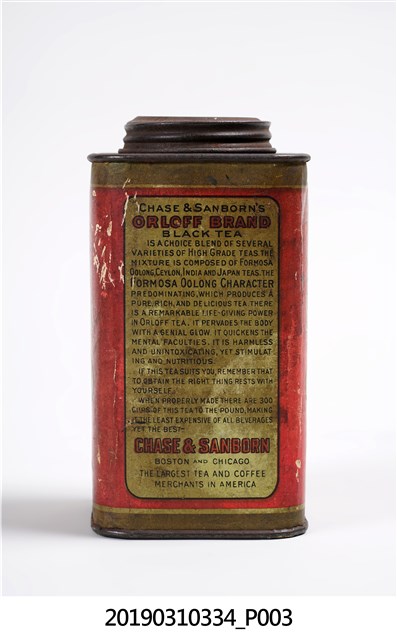 CHASE & SANBORN'S
ORLOFF BRAND
BLACK TEA
IS A CHOICE BLEND OF SEVERAL
VARIETIES OF HIGH GRADE TEAS. THE
MIXTURE IS COMPOSED OF FORMOSA
OOLONG, CEYLON, INDIA AND JAPAN TEAS. THE
FORMOSA OOLONG CHARACTER
PREDOMINATING, WHICH PRODUCES A
PURE, RICH, AND DELICIOUS TEA. THERE
IS A REMARKABLE LIFE-GIVING POWER
IN ORLOFF TEA. IT PERVADES THE BODY
WITH A GENIAL GLOW. IT QUICKENS THE
MENTAL FACULTIES. IT IS HARMLESS
AND UNINTOXICATING, YET STIMULAT
ING AND NUTRITIOUS.
IF THIS TEA SUITS YOU, REMEMBER THAT
TO OBTAIN THE RIGHT THING RESTS WITH
YOURSELF.
WHEN PROPERLY MADE THERE ARE 300
CUPS OF THIS TEA TO THE POUND, MAKING
THE LEAST EXPENSIVE OF ALL BEVERAGES
YET THE BEST.
CHASE & SANBORN
BOSTON AND CHICAGO
THE LARGEST TEA AND COFFEE
MERCHANTS IN AMERICA
20190310334_P003